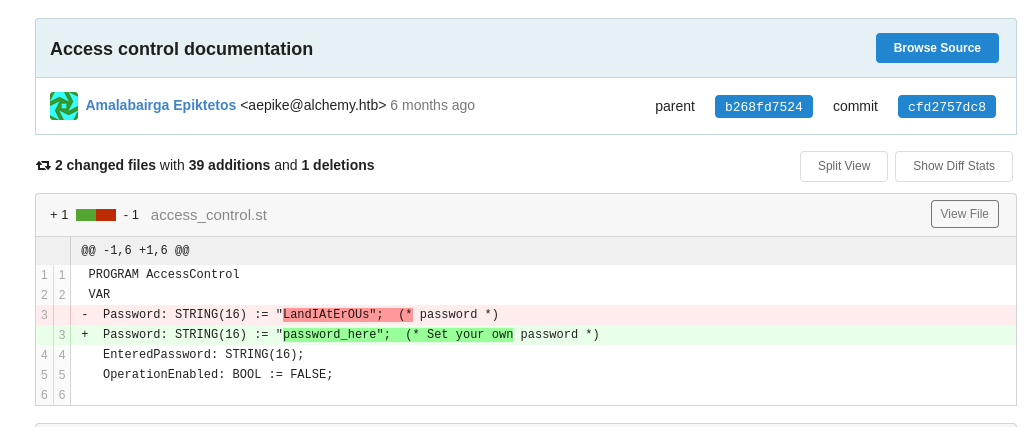 Access control documentation
Browse Source
Amalabairga Epiktetos <aepike@alchemy.htb> 6 months ago
parent b268fd7524 commit cfd2757dc8
2 changed files with 39 additions and 1 deletions
Split View Show Diff Stats
+ 1 - 1 access_control.st View File
@@ -1,6 +1,6 @@
1 1 PROGRAM AccessControl
2 2 VAR
3 - Password: STRING(16) := "LandIAtErOUs"; (* password *)
3 + Password: STRING(16) := "password_here"; (* Set your own password *)
4 4 EnteredPassword: STRING(16);
5 5 OperationEnabled: BOOL := FALSE;
6 6